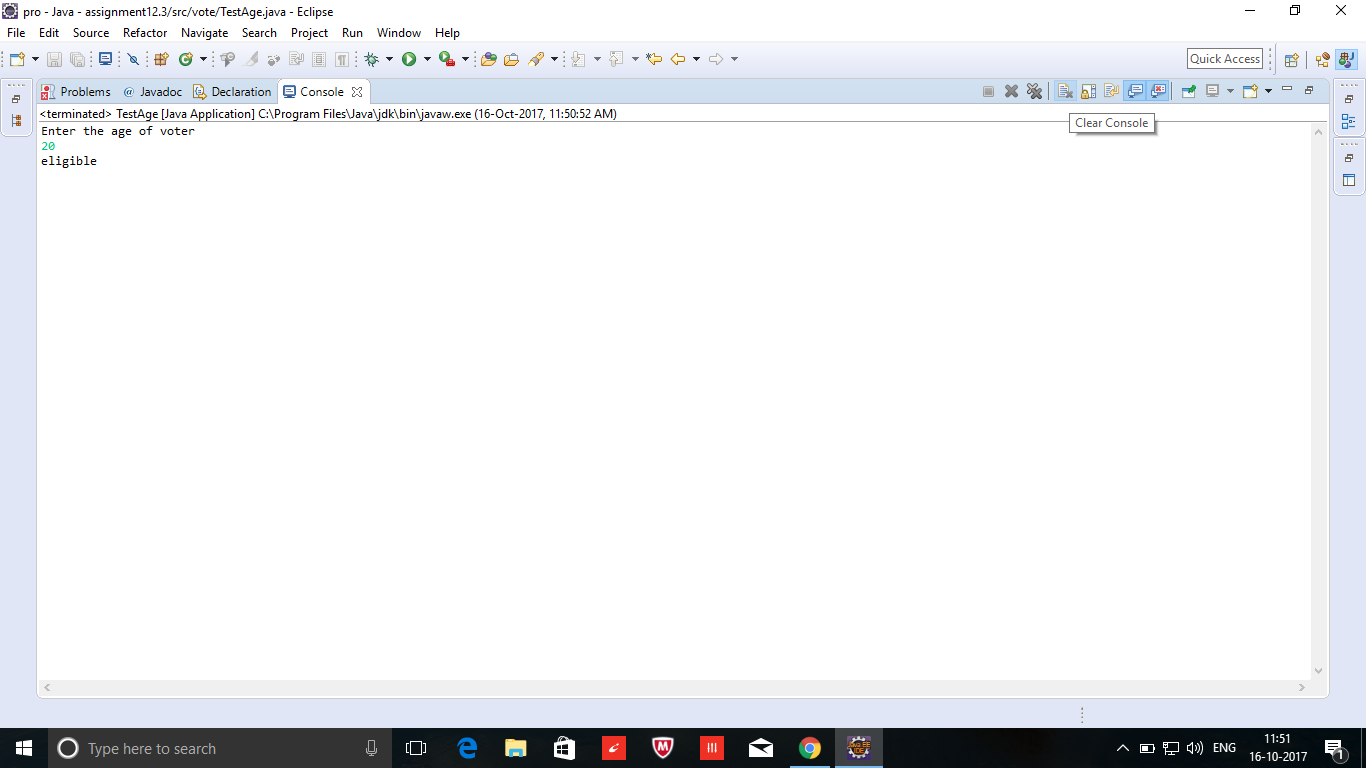 pro - Java - assignment12.3/src/vote/TestAge.java - Eclipse
File Edit Source Refactor Navigate Search Project Run Window Help
Quick Access
Problems @ Javadoc Declaration Console
<terminated> TestAge [Java Application] C:\Program Files\Java\jdk\bin\javaw.exe (16-Oct-2017, 11:50:52 AM)
Clear Console
Enter the age of voter
20
eligible
Type here to search
ENG
11:51
16-10-2017
1